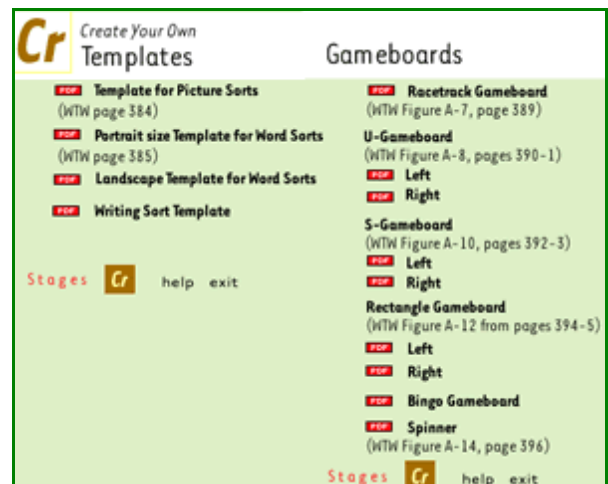 Cr
Create Your Own
Templates
PDF Template for Picture Sorts
(WTW page 384)
PDF Portrait size Template for Word Sorts
(WTW page 385)
PDF Landscape Template for Word Sorts
PDF Writing Sort Template
Stages Cr help exit
Gameboards
PDF Racetrack Gameboard
(WTW Figure A-7, page 389)
U-Gameboard
(WTW Figure A-8, pages 390-1)
PDF Left
PDF Right
S-Gameboard
(WTW Figure A-10, pages 392-3)
PDF Left
PDF Right
Rectangle Gameboard
(WTW Figure A-12 from pages 394-5)
PDF Left
PDF Right
PDF Bingo Gameboard
PDF Spinner
(WTW Figure A-14, page 396)
Stages Cr help exit